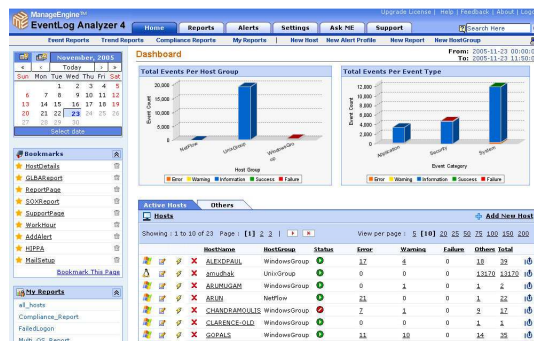 Upgrade License | Help | Feedback | About | Log
ManageEngine™
EventLog Analyzer 4
Home Reports Alerts Settings Ask ME Support
Search Here
Event Reports Trend Reports Compliance Reports My Reports | New Host New Alert Profile New Report New HostGroup
November, 2005
« ‹ Today › »
Sun Mon Tue Wed Thu Fri Sat
1 2 3 4 5
6 7 8 9 10 11 12
13 14 15 16 17 18 19
20 21 22 23 24 25 26
27 28 29 30
Select date
Bookmarks
HostDetails
GLBAReport
ReportPage
SOXReport
SupportPage
WorkHour
AddAlert
HIPPA
MailSetup
Bookmark This Page
My Reports
all_hosts
Compliance_Report
FailedLogon
Multi_OS_Report
Dashboard
From: 2005-11-23 00:00:0
To: 2005-11-23 11:50:0
Total Events Per Host Group
Event Count
20,000
15,000
10,000
5,000
0
NetFlow UnixGroup WindowsGro up
Host Group
Error Warning Information Success Failure
Total Events Per Event Type
Event Count
12,000
10,000
8,000
6,000
4,000
2,000
0
Application Security System
Event Category
Error Warning Information Success Failure
Active Hosts Others
Hosts
Add New Host
Showing : 1 to 10 of 23 Page : [1] 2 3 |
View per page : 5 [10] 20 25 50 75 100 150 200
HostName HostGroup Status Error Warning Failure Others Total
ALEXDPAUL WindowsGroup 17 4 0 18 39
amudhak UnixGroup 0 0 0 13170 13170
ARUMUGAM WindowsGroup 0 1 0 1 2
ARUN NetFlow 21 0 0 1 22
CHANDRAMOULIS WindowsGroup 7 1 0 9 17
CLARENCE-OLD WindowsGroup 0 0 0 1 1
GOPALS WindowsGroup 11 10 0 14 35